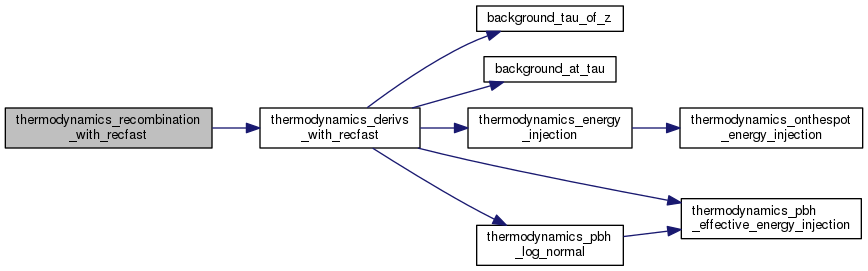 background_tau_of_z
background_at_tau
thermodynamics_recombination
_with_recfast
thermodynamics_derivs
_with_recfast
thermodynamics_energy
_injection
thermodynamics_onthespot
_energy_injection
thermodynamics_pbh
_effective_energy_injection
thermodynamics_pbh
_log_normal